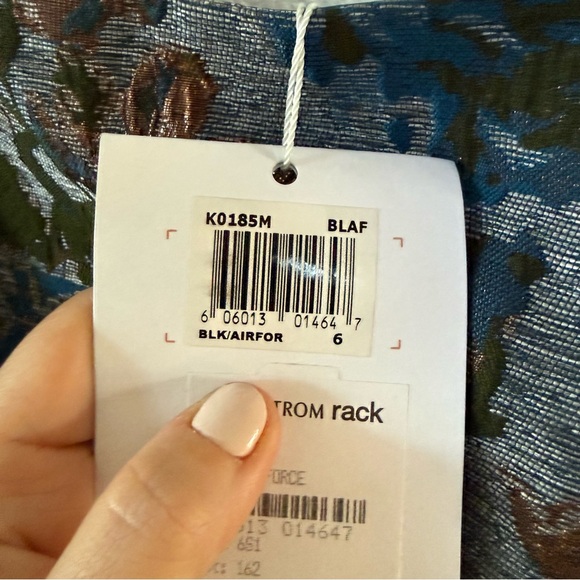 K0185M BLAF
6 06013 01464 7
BLK/AIRFOR 6
TROM rack
FORCE
013 014647
651
: 162